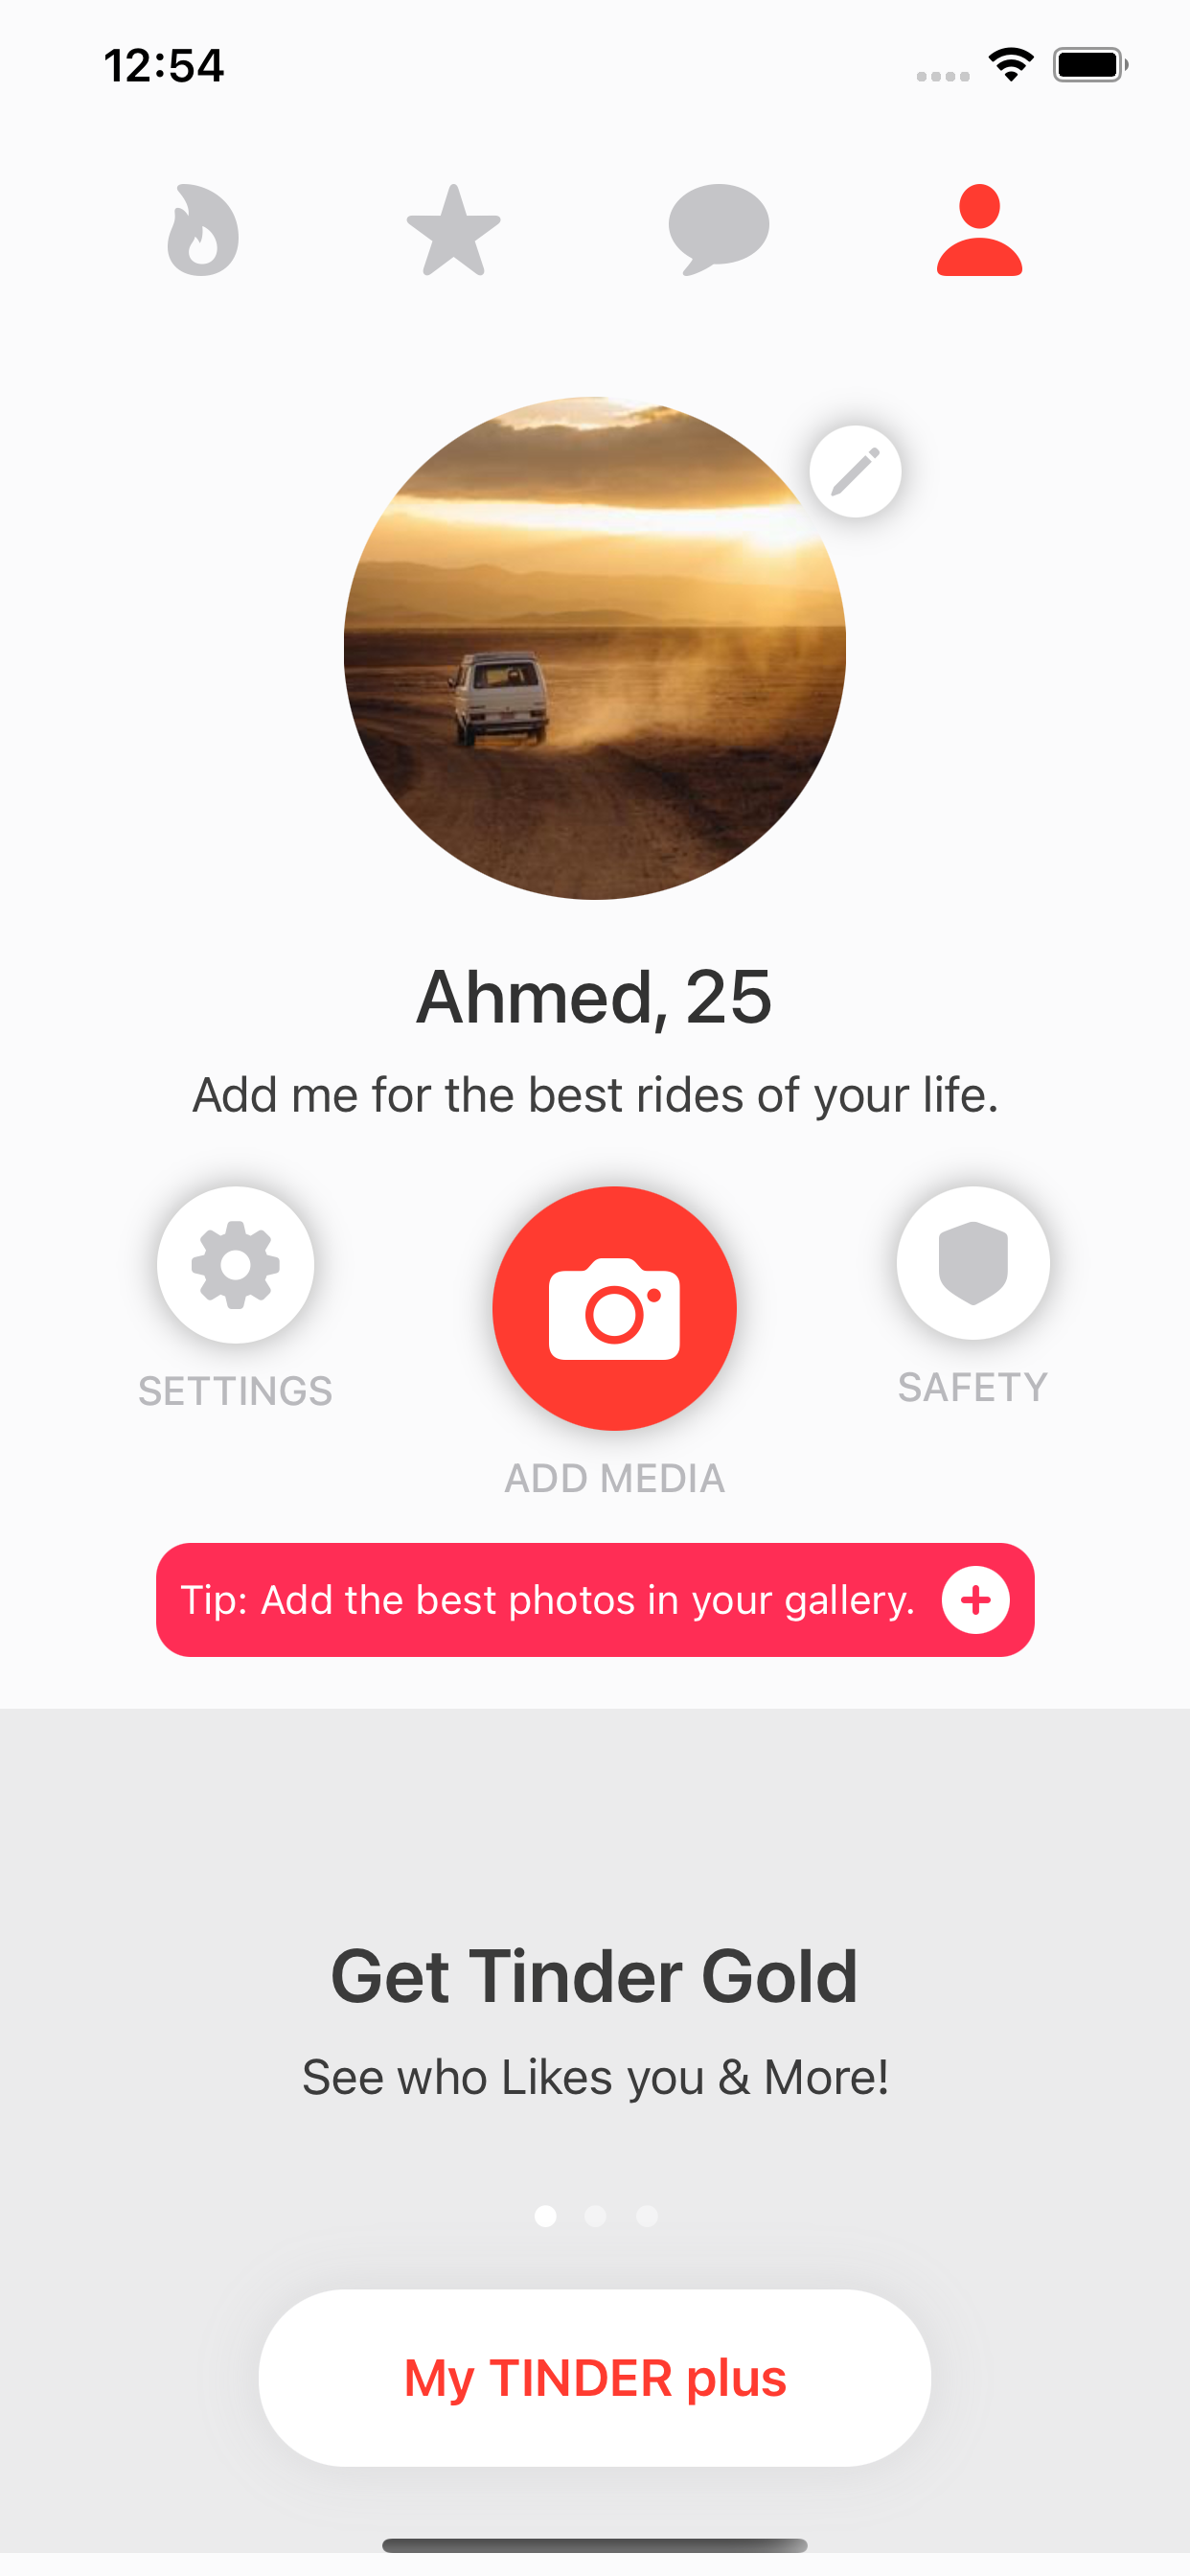 12:54
Ahmed, 25
Add me for the best rides of your life.
SETTINGS
SAFETY
ADD MEDIA
Tip: Add the best photos in your gallery.
Get Tinder Gold
See who Likes you & More!
My TINDER plus